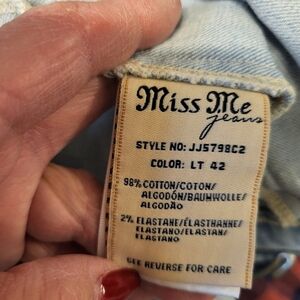 Miss Me
jeans
STYLE NO: JJ5798C2
COLOR: LT 42
98% COTTON/COTON/
ALGODÓN/BAUMWOLLE/
ALGODÃO
2% ELASTANE/ÉLASTHANNE/
ELASTANO/ELASTAN/
ELASTANO
SEE REVERSE FOR CARE